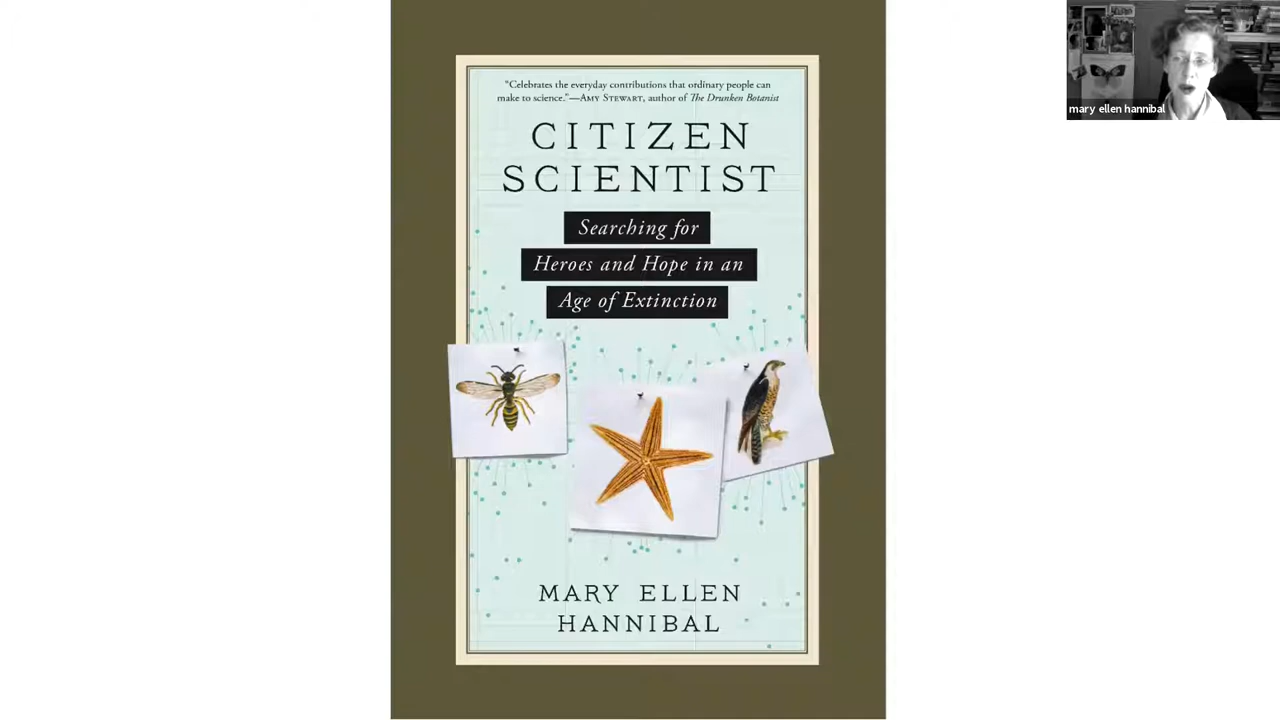 "Celebrates the everyday contributions that ordinary people can
make to science."—AMY STEWART, author of The Drunken Botanist
CITIZEN
SCIENTIST
Searching for
Heroes and Hope in an
Age of Extinction
MARY ELLEN
HANNIBAL
mary ellen hannibal